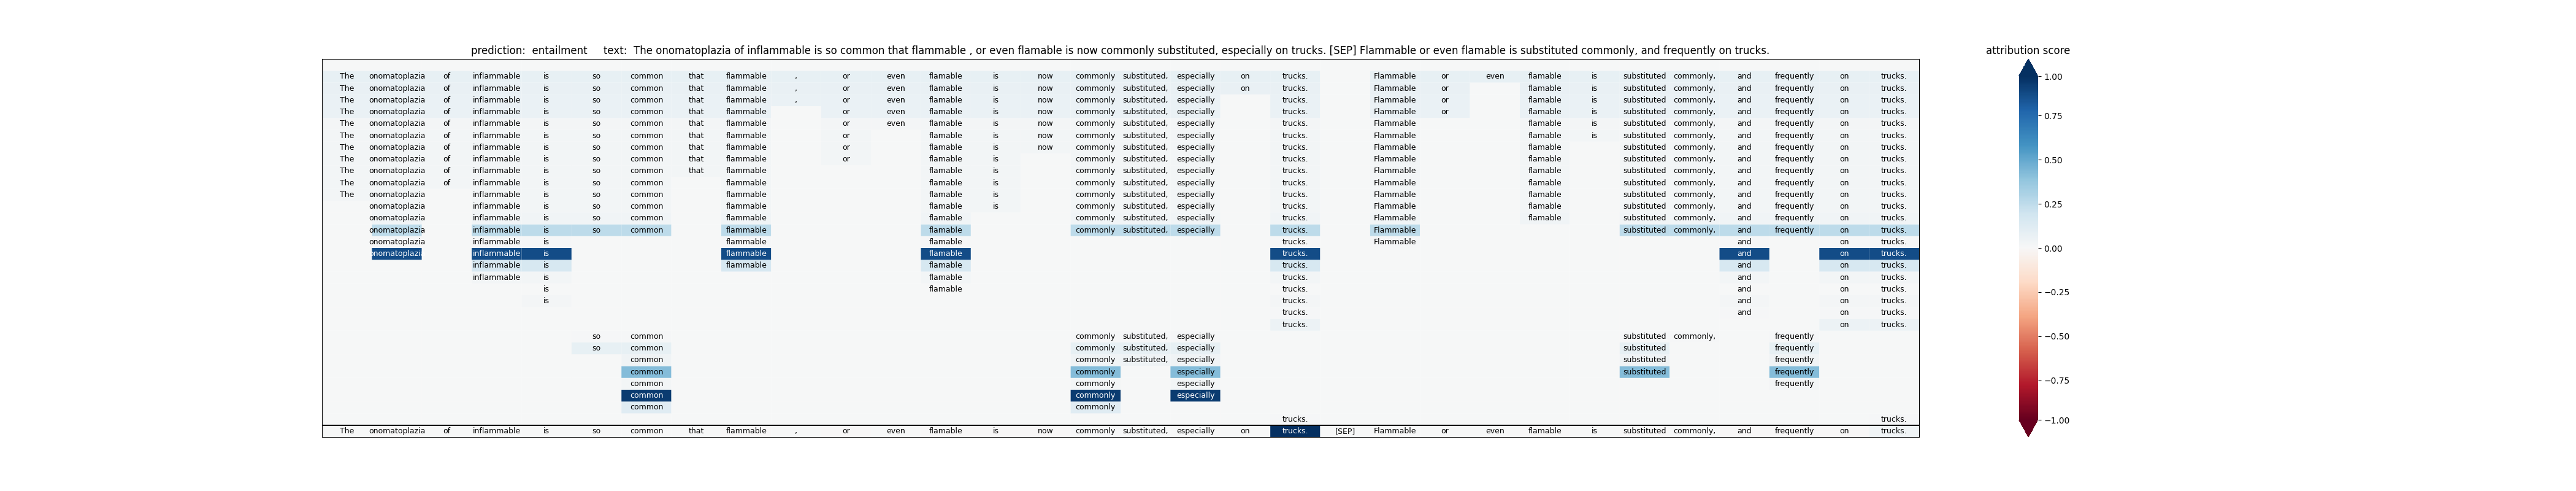 prediction: entailment text: The onomatoplazia of inflammable is so common that flammable , or even flamable is now commonly substituted, especially on trucks. [SEP] Flammable or even flamable is substituted commonly, and frequently on trucks.
attribution score
The onomatoplazia of inflammable is so common that flammable , or even flamable is now commonly substituted, especially on trucks. Flammable or even flamable is substituted commonly, and frequently on trucks.
The onomatoplazia of inflammable is so common that flammable , or even flamable is now commonly substituted, especially on trucks. Flammable or flamable is substituted commonly, and frequently on trucks.
The onomatoplazia of inflammable is so common that flammable , or even flamable is now commonly substituted, especially trucks. Flammable or flamable is substituted commonly, and frequently on trucks.
The onomatoplazia of inflammable is so common that flammable or even flamable is now commonly substituted, especially trucks. Flammable or flamable is substituted commonly, and frequently on trucks.
The onomatoplazia of inflammable is so common that flammable or even flamable is now commonly substituted, especially trucks. Flammable flamable is substituted commonly, and frequently on trucks.
The onomatoplazia of inflammable is so common that flammable or flamable is now commonly substituted, especially trucks. Flammable flamable is substituted commonly, and frequently on trucks.
The onomatoplazia of inflammable is so common that flammable or flamable is now commonly substituted, especially trucks. Flammable flamable substituted commonly, and frequently on trucks.
The onomatoplazia of inflammable is so common that flammable or flamable is commonly substituted, especially trucks. Flammable flamable substituted commonly, and frequently on trucks.
The onomatoplazia of inflammable is so common that flammable flamable is commonly substituted, especially trucks. Flammable flamable substituted commonly, and frequently on trucks.
The onomatoplazia of inflammable is so common flammable flamable is commonly substituted, especially trucks. Flammable flamable substituted commonly, and frequently on trucks.
The onomatoplazia inflammable is so common flammable flamable is commonly substituted, especially trucks. Flammable flamable substituted commonly, and frequently on trucks.
onomatoplazia inflammable is so common flammable flamable is commonly substituted, especially trucks. Flammable flamable substituted commonly, and frequently on trucks.
onomatoplazia inflammable is so common flammable flamable commonly substituted, especially trucks. Flammable flamable substituted commonly, and frequently on trucks.
onomatoplazia inflammable is so common flammable flamable commonly substituted, especially trucks. Flammable substituted commonly, and frequently on trucks.
onomatoplazia inflammable is flammable flamable trucks. Flammable and on trucks.
onomatoplazia inflammable is flammable flamable trucks. and on trucks.
inflammable is flammable flamable trucks. and on trucks.
inflammable is flamable trucks. and on trucks.
is flamable trucks. and on trucks.
is trucks. and on trucks.
trucks. and on trucks.
trucks. on trucks.
so common commonly substituted, especially substituted commonly, frequently
so common commonly substituted, especially substituted frequently
common commonly substituted, especially substituted frequently
common commonly especially substituted frequently
common commonly especially frequently
common commonly especially
common commonly
trucks. trucks.
The onomatoplazia of inflammable is so common that flammable , or even flamable is now commonly substituted, especially on trucks. [SEP] Flammable or even flamable is substituted commonly, and frequently on trucks.
1.00
0.75
0.50
0.25
0.00
−0.25
−0.50
−0.75
−1.00